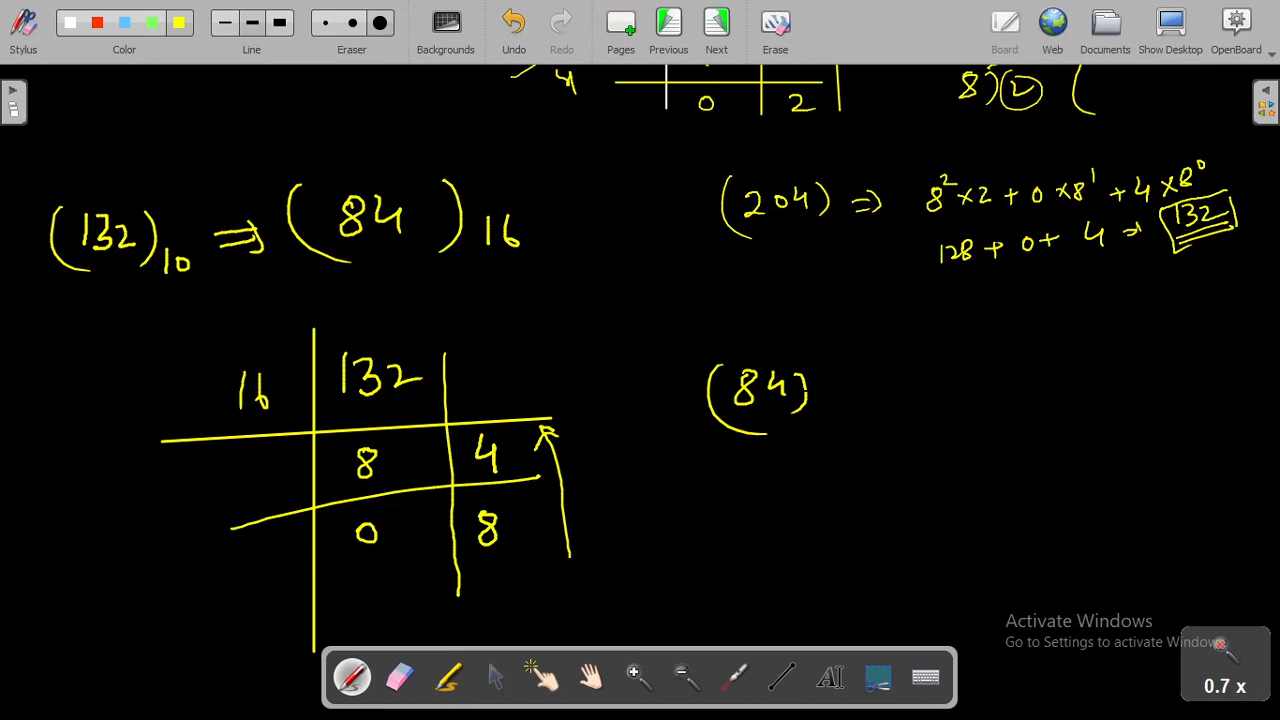 Stylus Color Line Eraser Backgrounds Undo Redo Pages Previous Next Erase Board Web Documents Show Desktop OpenBoard
4
0 2 8)2(
(132)10 ⇒ (84)16
(204) ⇒ 8²×2 + 0×8¹ + 4×8⁰
128 + 0 + 4 ⇒ 132
16 132
8 4
0 8
(84)
Activate Windows
Go to Settings to activate Windows.
0.7 x